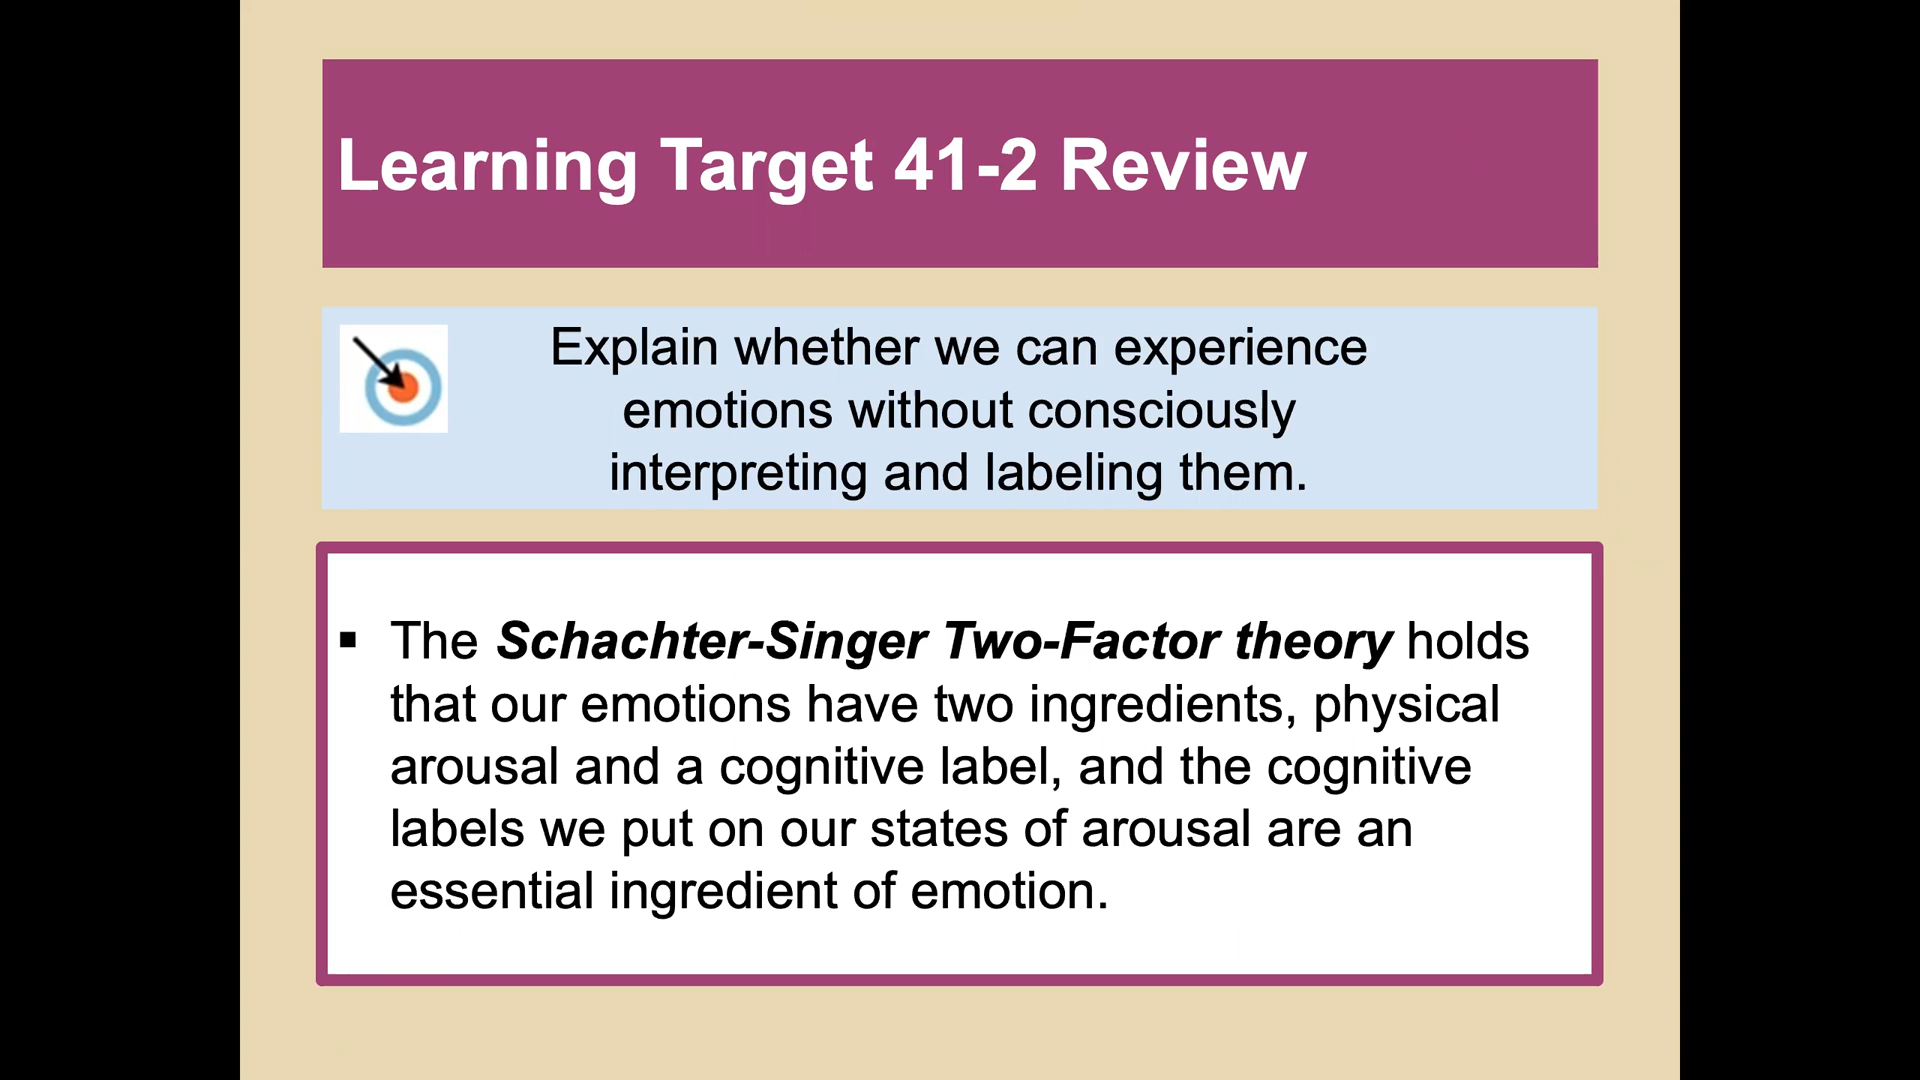 Learning Target 41-2 Review
Explain whether we can experience
emotions without consciously
interpreting and labeling them.
▪ The Schachter-Singer Two-Factor theory holds
that our emotions have two ingredients, physical
arousal and a cognitive label, and the cognitive
labels we put on our states of arousal are an
essential ingredient of emotion.